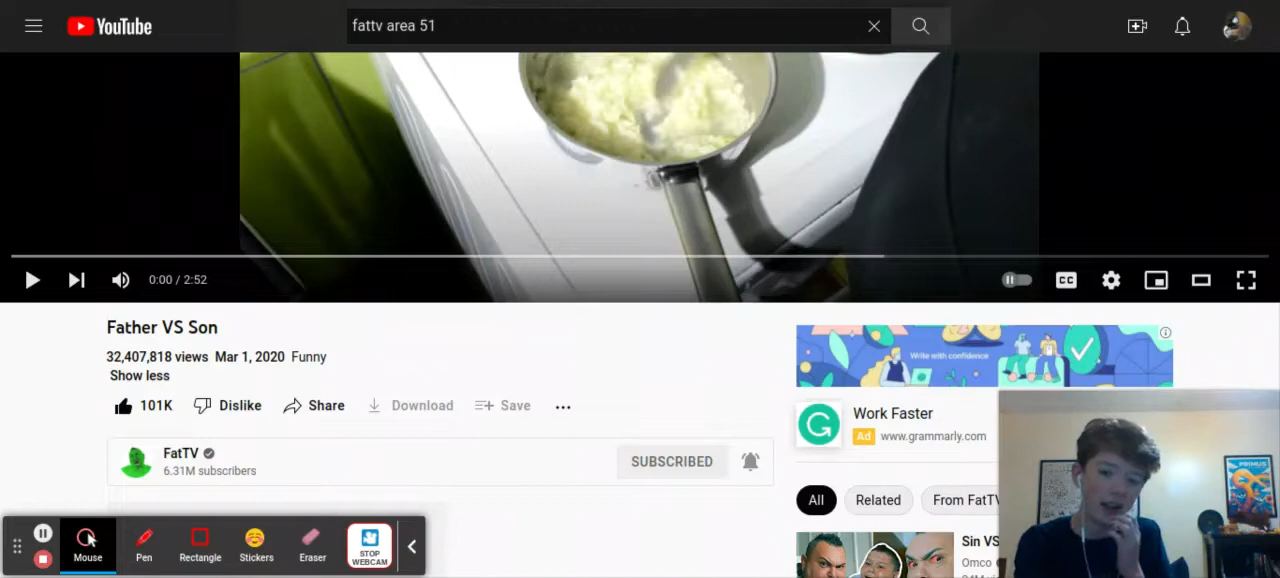 YouTube
fattv area 51
0:00 / 2:52
CC
Father VS Son
32,407,818 views Mar 1, 2020 Funny
Show less
101K Dislike Share Download Save
FatTV
6.31M subscribers
SUBSCRIBED
Write with confidence
Work Faster
Ad www.grammarly.com
All Related From FatTV
Sin VS
Omco
PRIMUS
Mouse Pen Rectangle Stickers Eraser STOP
WEBCAM